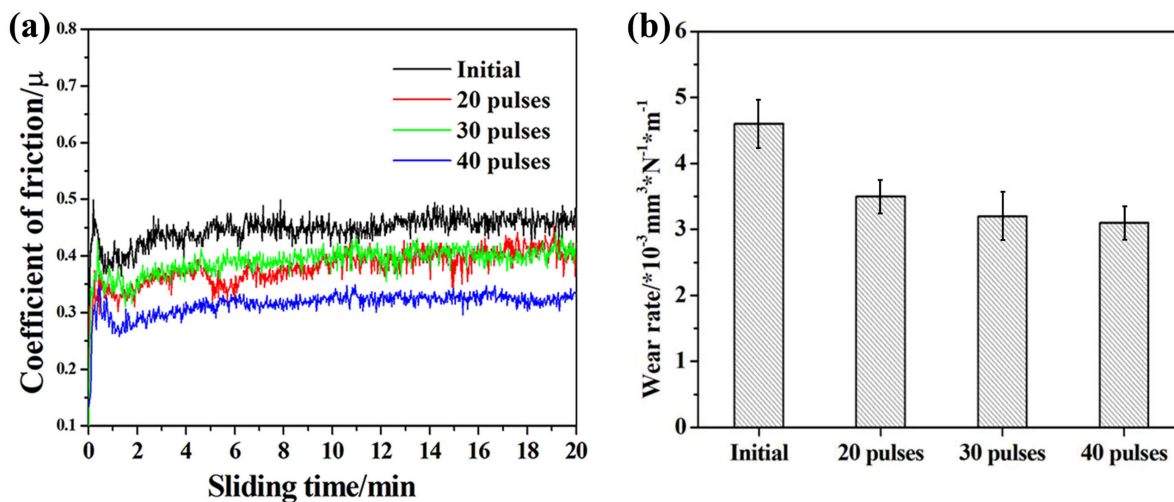 (a)
Coefficient of friction/μ
0.8
0.7
0.6
0.5
0.4
0.3
0.2
0.1
Initial
20 pulses
30 pulses
40 pulses
0 2 4 6 8 10 12 14 16 18 20
Sliding time/min
(b)
Wear rate/*10⁻³mm³*N⁻¹*m⁻¹
6
5
4
3
2
1
0
Initial 20 pulses 30 pulses 40 pulses